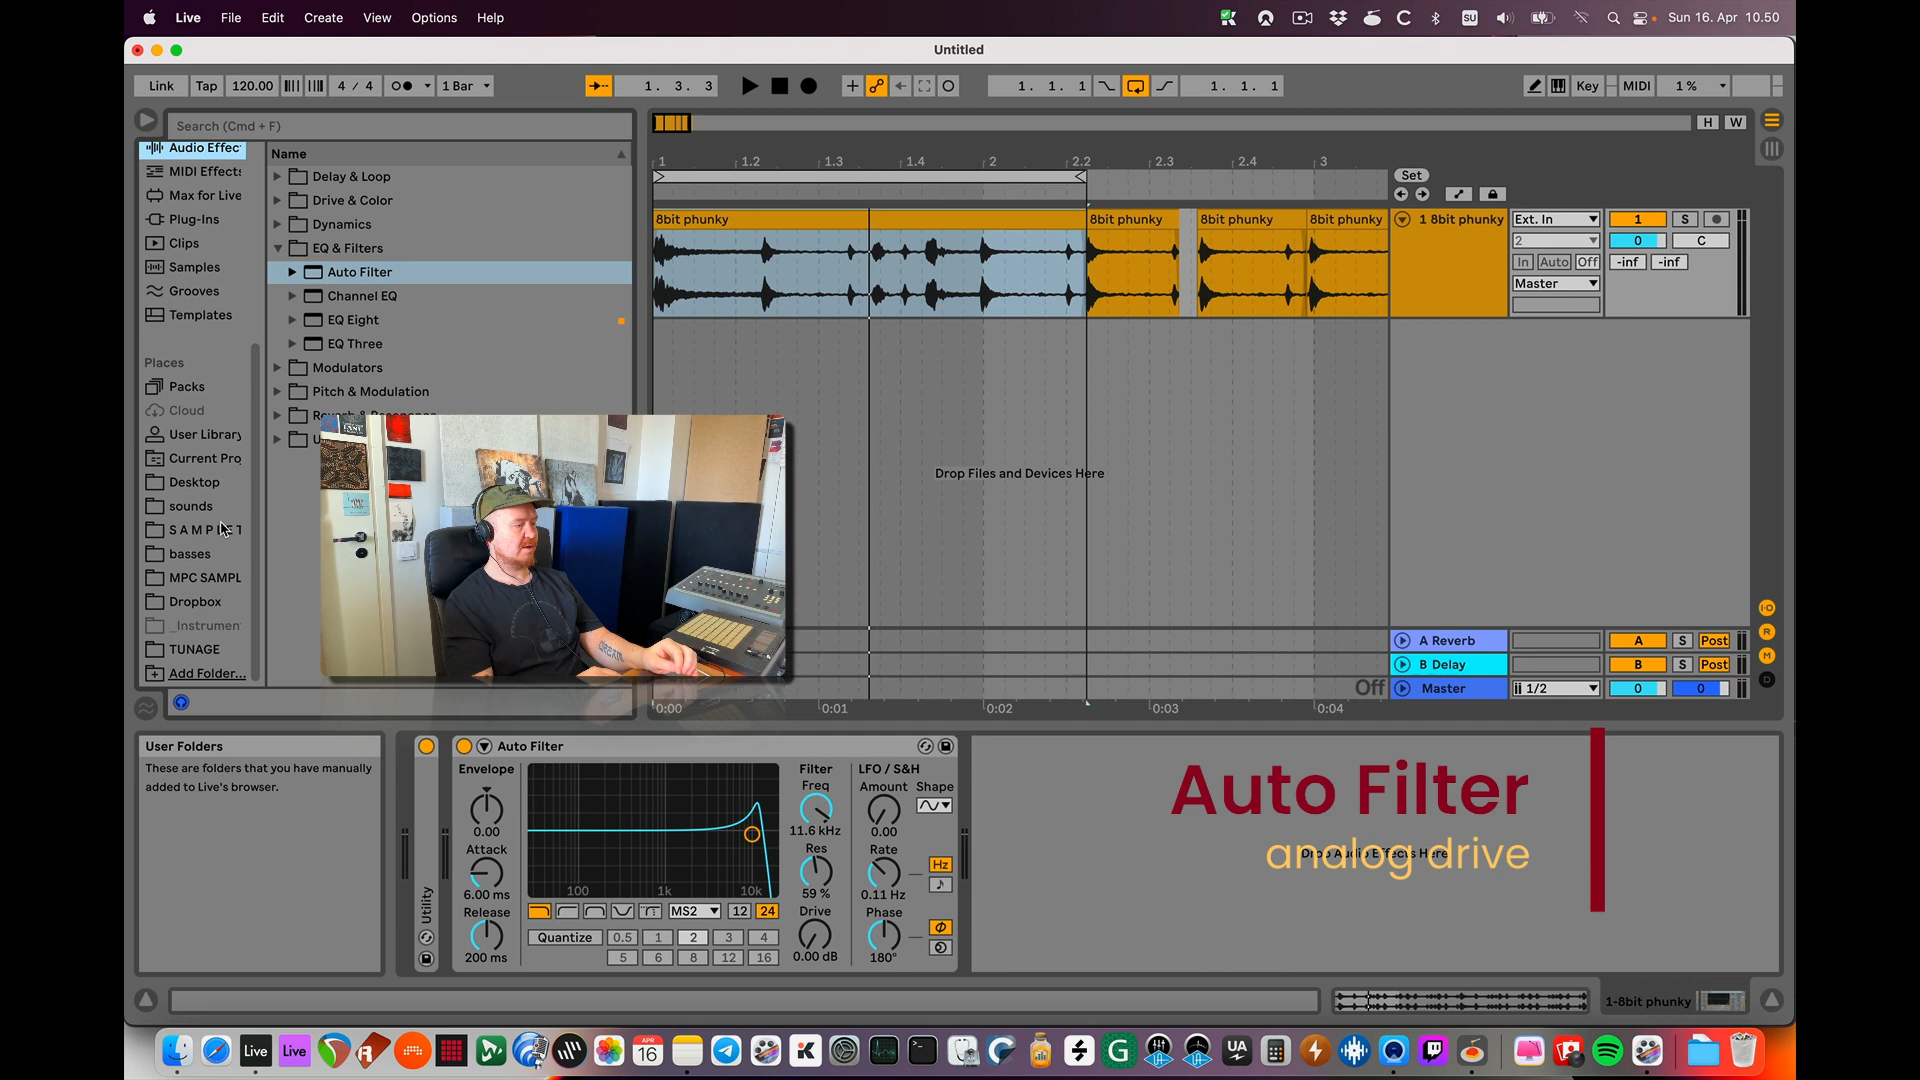 Live File Edit Create View Options Help
SU Sun 16. Apr 10.50
Untitled
Link Tap 120.00 4 / 4 1 Bar 1. 3. 3 1. 1. 1 1. 1. 1 Key MIDI 1 %
Search (Cmd + F)
H W
Audio Effec
MIDI Effects
Max for Live
Plug-Ins
Clips
Samples
Grooves
Templates
Places
Packs
Cloud
User Library
Current Pro
Desktop
sounds
basses
MPC SAMPL
Dropbox
_Instrumen
TUNAGE
Add Folder...
Name
Delay & Loop
Drive & Color
Dynamics
EQ & Filters
Auto Filter
Channel EQ
EQ Eight
EQ Three
Modulators
Pitch & Modulation
1 1.2 1.3 1.4 2 2.2 2.3 2.4 3
Set
8bit phunky 8bit phunky 8bit phunky 8bit phunky
1 8bit phunky Ext. In 1 S
2 0 C
In Auto Off -inf -inf
Master
Drop Files and Devices Here
A Reverb A S Post
B Delay B S Post
Off Master 1/2 0 0
0:00 0:01 0:02 0:03 0:04
User Folders
These are folders that you have manually
added to Live's browser.
Utility
Auto Filter
Envelope
0.00
Attack
6.00 ms
Release
200 ms
100 1k 10k
MS2 12 24
Quantize 0.5 1 2 3 4
5 6 8 12 16
Filter
Freq
11.6 kHz
Res
59 %
Drive
0.00 dB
LFO / S&H
Amount Shape
0.00
Rate
Hz
0.11 Hz
Phase
180°
Auto Filter
analog drive
Drop Audio Effects Here
1-8bit phunky
Live Live APR 16 UA